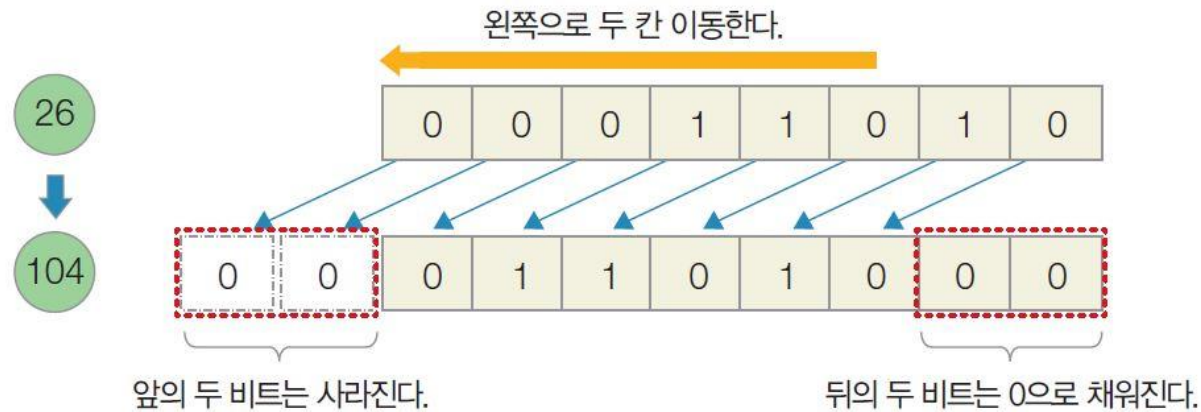 왼쪽으로 두 칸 이동한다.
26
0 0 0 1 1 0 1 0
104
0 0 0 1 1 0 1 0 0 0
앞의 두 비트는 사라진다.
뒤의 두 비트는 0으로 채워진다.